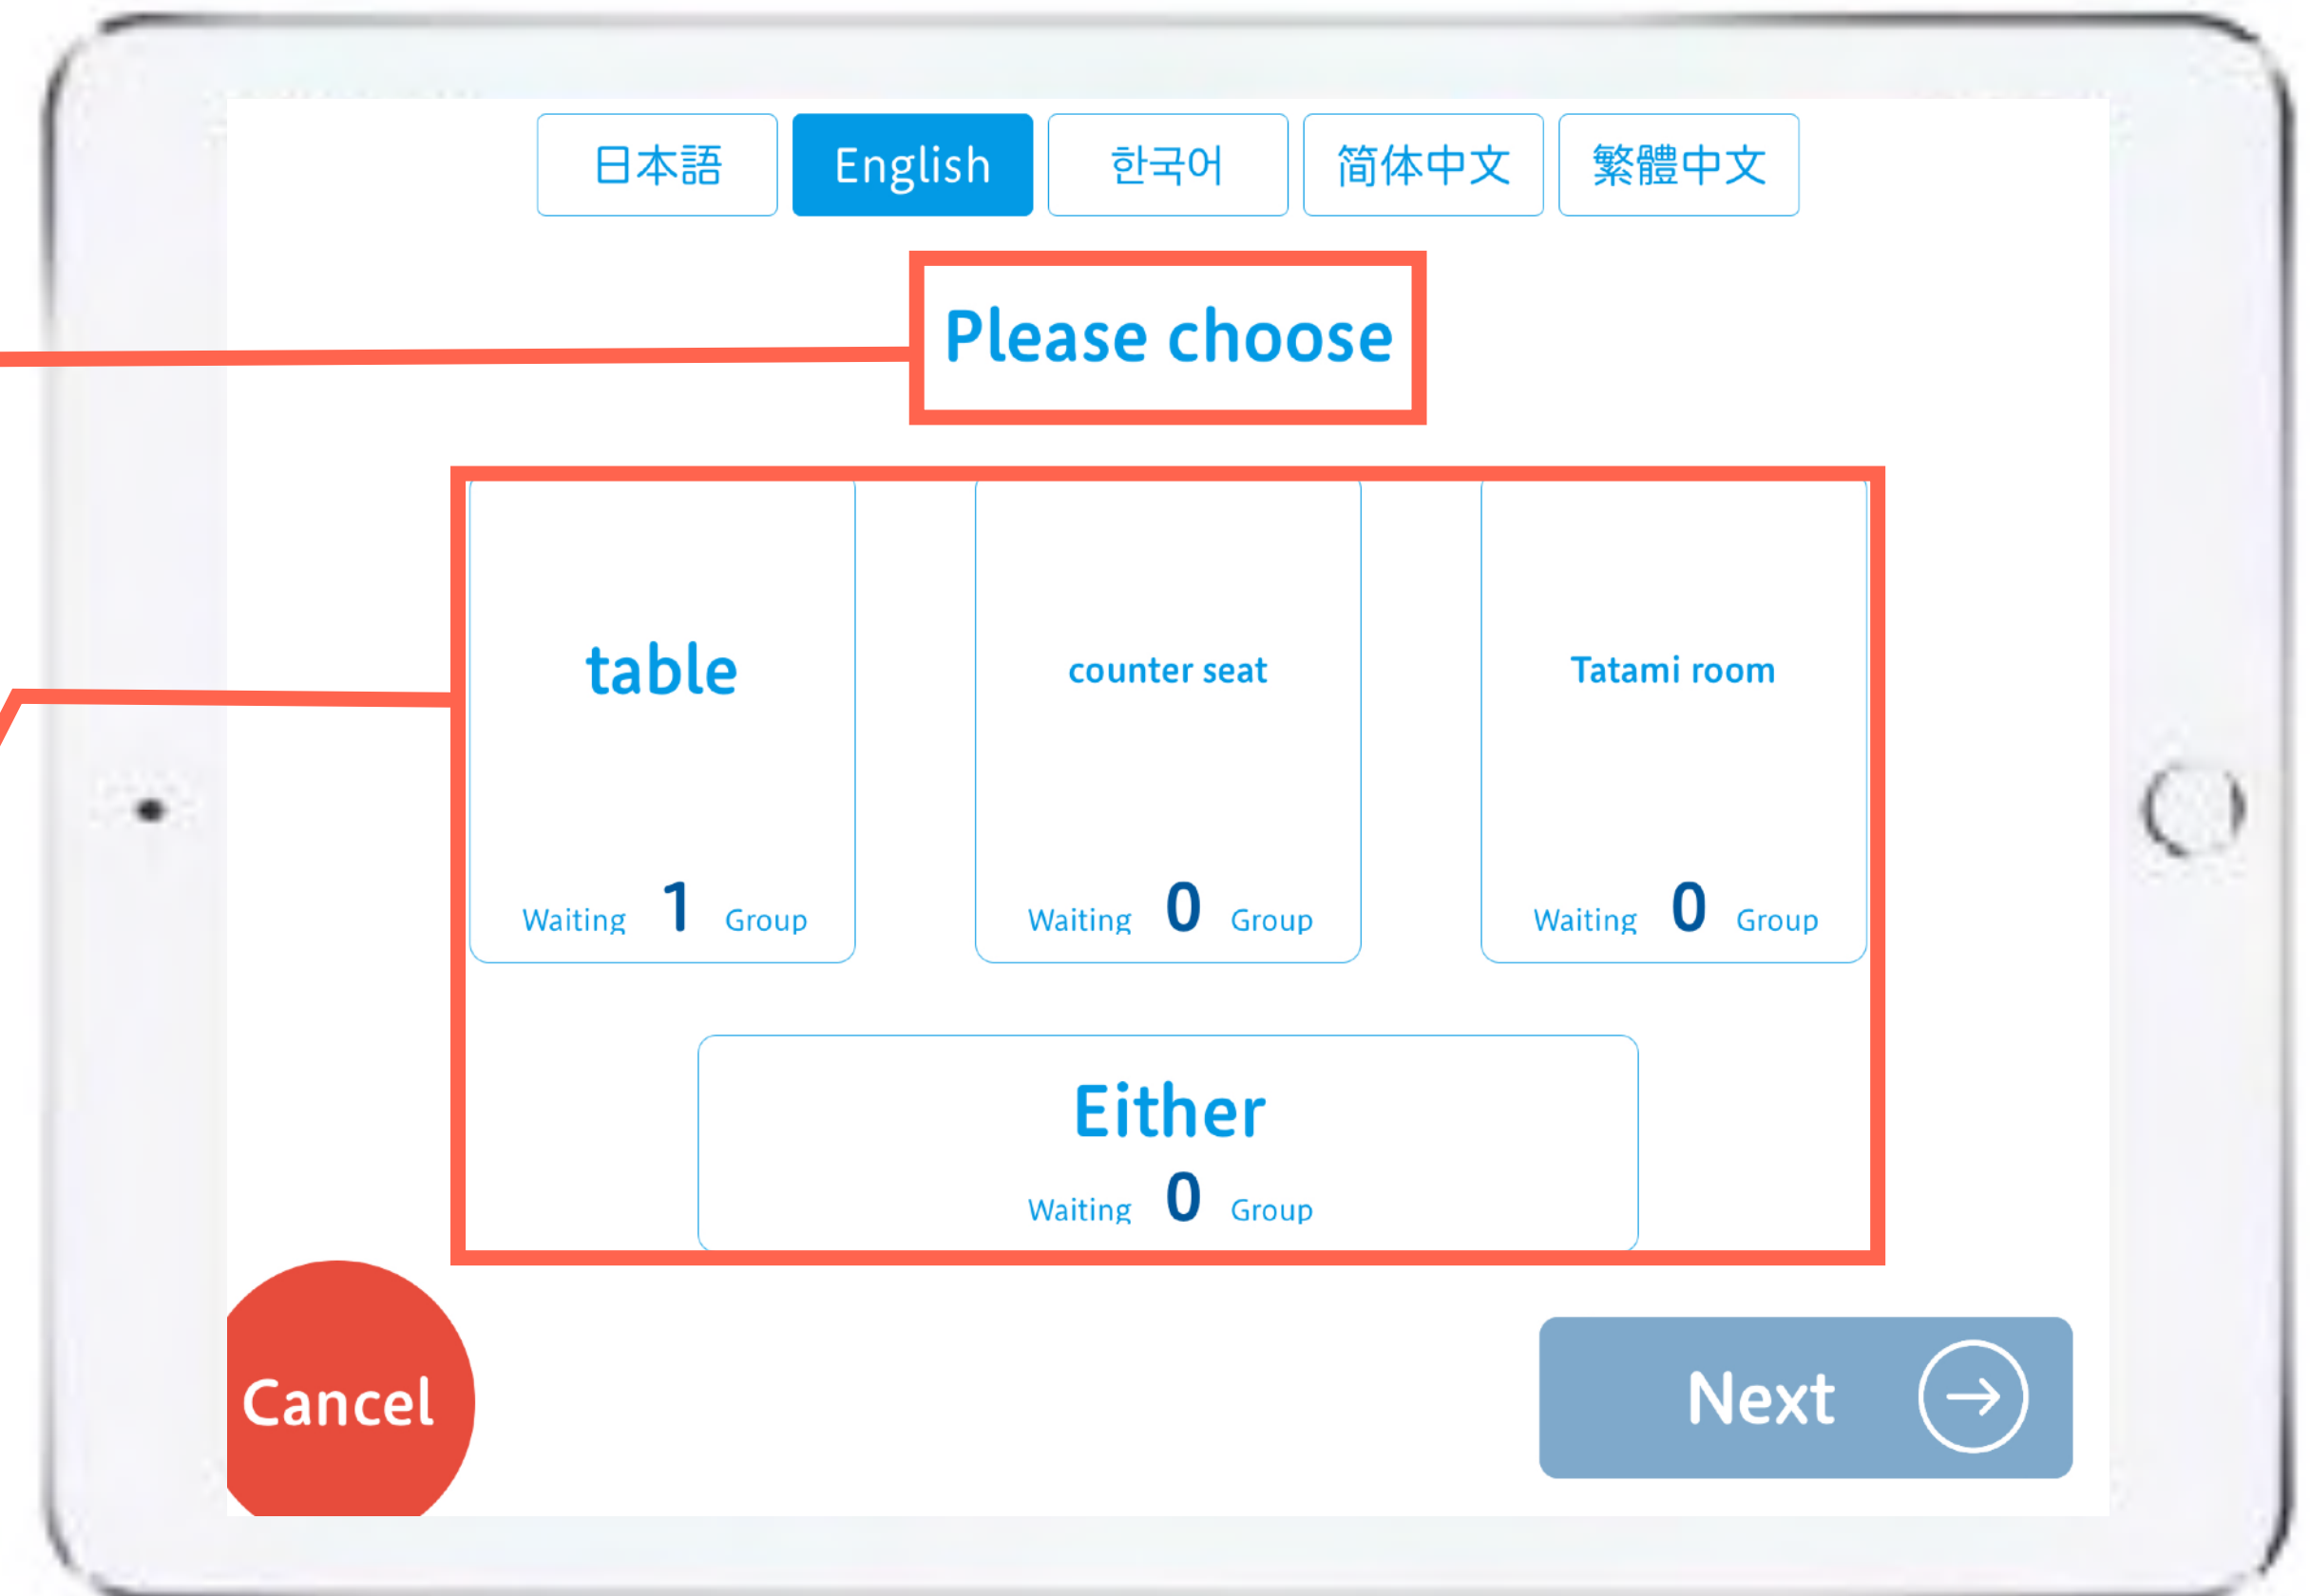 日本語 English 한국어 简体中文 繁體中文
Please choose
table counter seat Tatami room
Waiting 1 Group Waiting 0 Group Waiting 0 Group
Either
Waiting 0 Group
Cancel Next